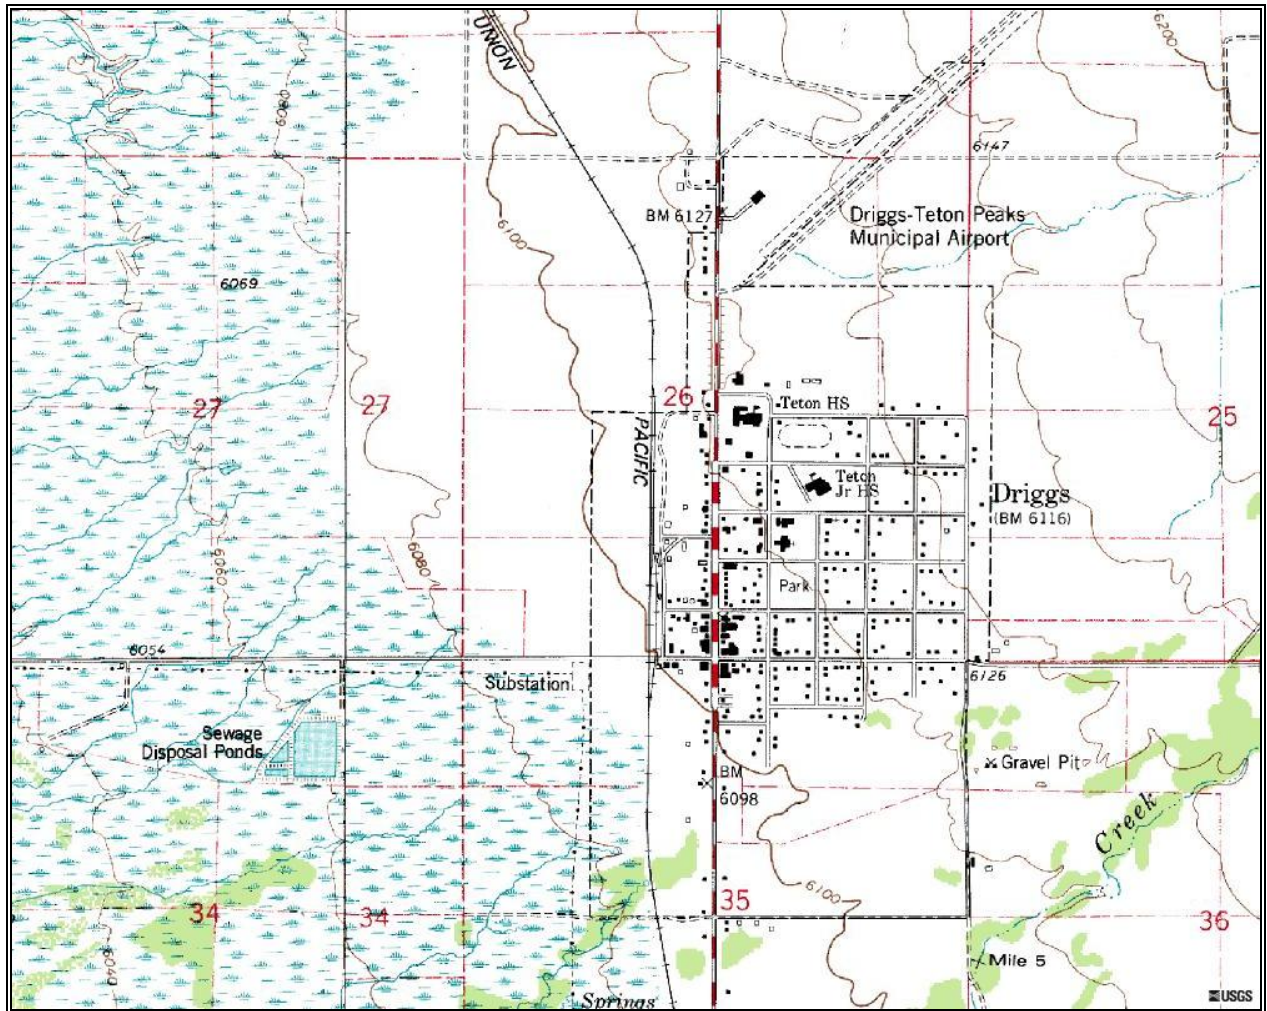 UNION
6200
6080
6147
BM 6127
Driggs-Teton Peaks
Municipal Airport
6100
6069
26
27
27
25
Teton HS
PACIFIC
Teton
Jr HS
Driggs
(BM 6116)
6060
6080
Park
6054
6126
Substation
Sewage
Disposal Ponds
Gravel Pit
BM
6098
Creek
6100
35
34
34
36
6040
Mile 5
Springs
USGS